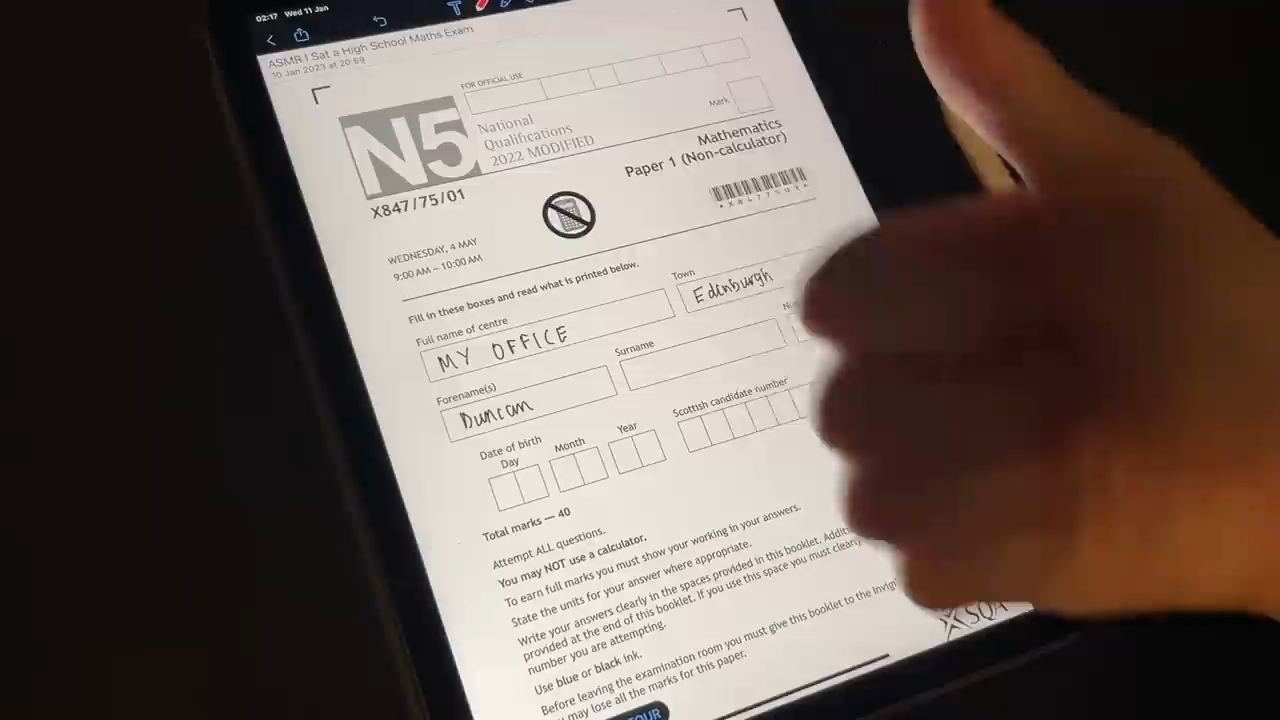 02:17 Wed 11 Jan
ASMR | Sat a High School Maths Exam
10 Jan 2023 at 20:59
FOR OFFICIAL USE
N5
National
Qualifications
2022 MODIFIED
Mark
X847/75/01
Mathematics
Paper 1 (Non-calculator)
WEDNESDAY, 4 MAY
9:00 AM – 10:00 AM
Fill in these boxes and read what is printed below.
Full name of centre
Town
MY OFFICE
Edenburgh
Forename(s)
Surname
Duncan
Date of birth
Day
Month
Year
Scottish candidate number
Total marks — 40
Attempt ALL questions.
You may NOT use a calculator.
To earn full marks you must show your working in your answers.
State the units for your answer where appropriate.
Write your answers clearly in the spaces provided in this booklet.
provided at the end of this booklet. If you use this space you must clearly
number you are attempting.
Use blue or black ink.
Before leaving the examination room you must give this booklet to the
may lose all the marks for this paper.
SQA